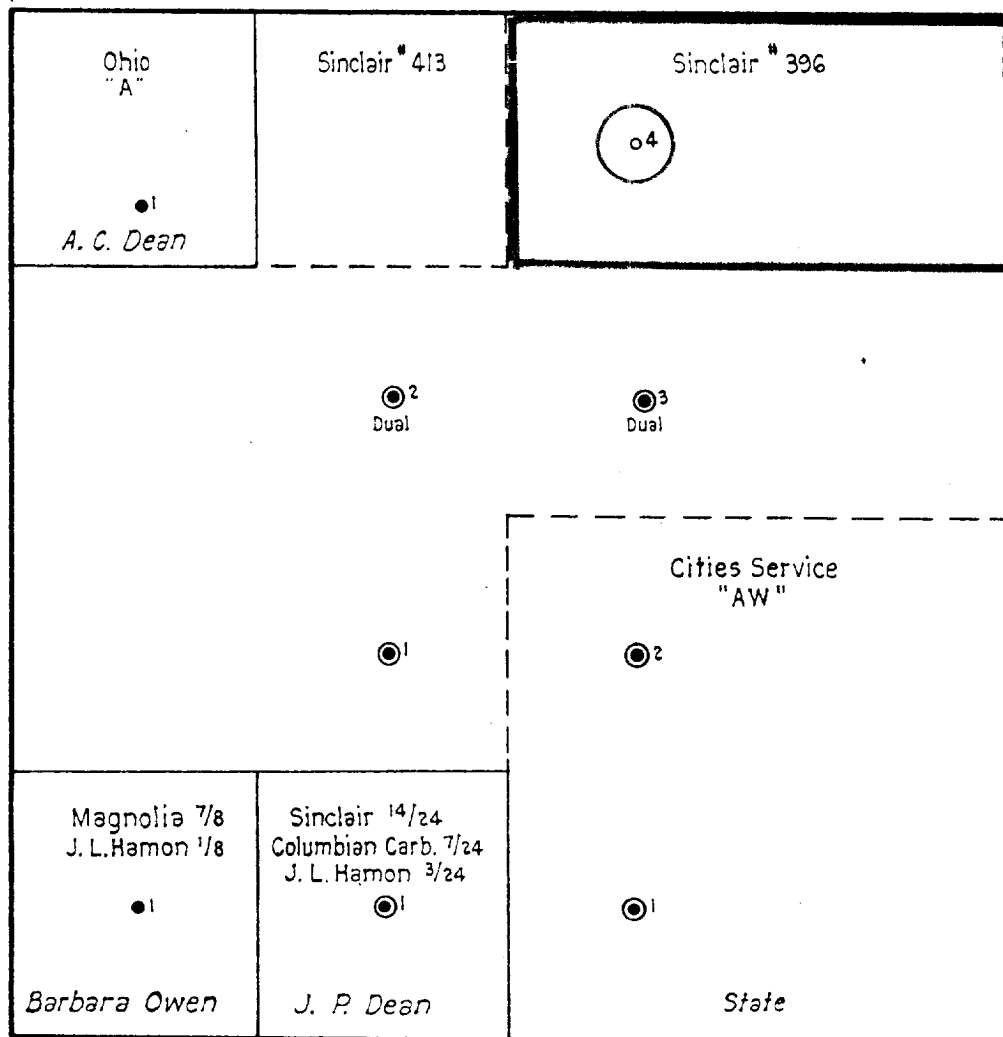 Ohio
"A"
1
A. C. Dean
Sinclair # 413
Sinclair # 396
4
2
Dual
3
Dual
1
Cities Service
"AW"
2
Magnolia 7/8
J. L. Hamon 1/8
1
Barbara Owen
Sinclair 14/24
Columbian Carb. 7/24
J. L. Hamon 3/24
1
J. P. Dean
1
State